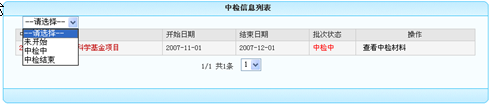 中检信息列表
--请选择--
开始日期 结束日期 批次状态 操作
--请选择--
未开始
2 科学基金项目 2007-11-01 2007-12-01 中检中 查看中检材料
中检中
中检结束
1/1 共1条 1